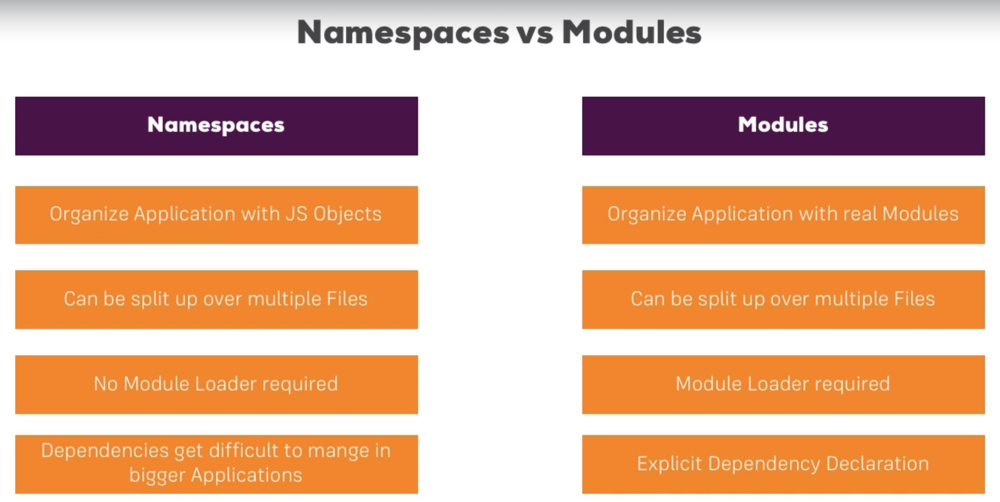 Namespaces vs Modules
Namespaces
Organize Application with JS Objects
Can be split up over multiple Files
No Module Loader required
Dependencies get difficult to mange in
bigger Applications
Modules
Organize Application with real Modules
Can be split up over multiple Files
Module Loader required
Explicit Dependency Declaration